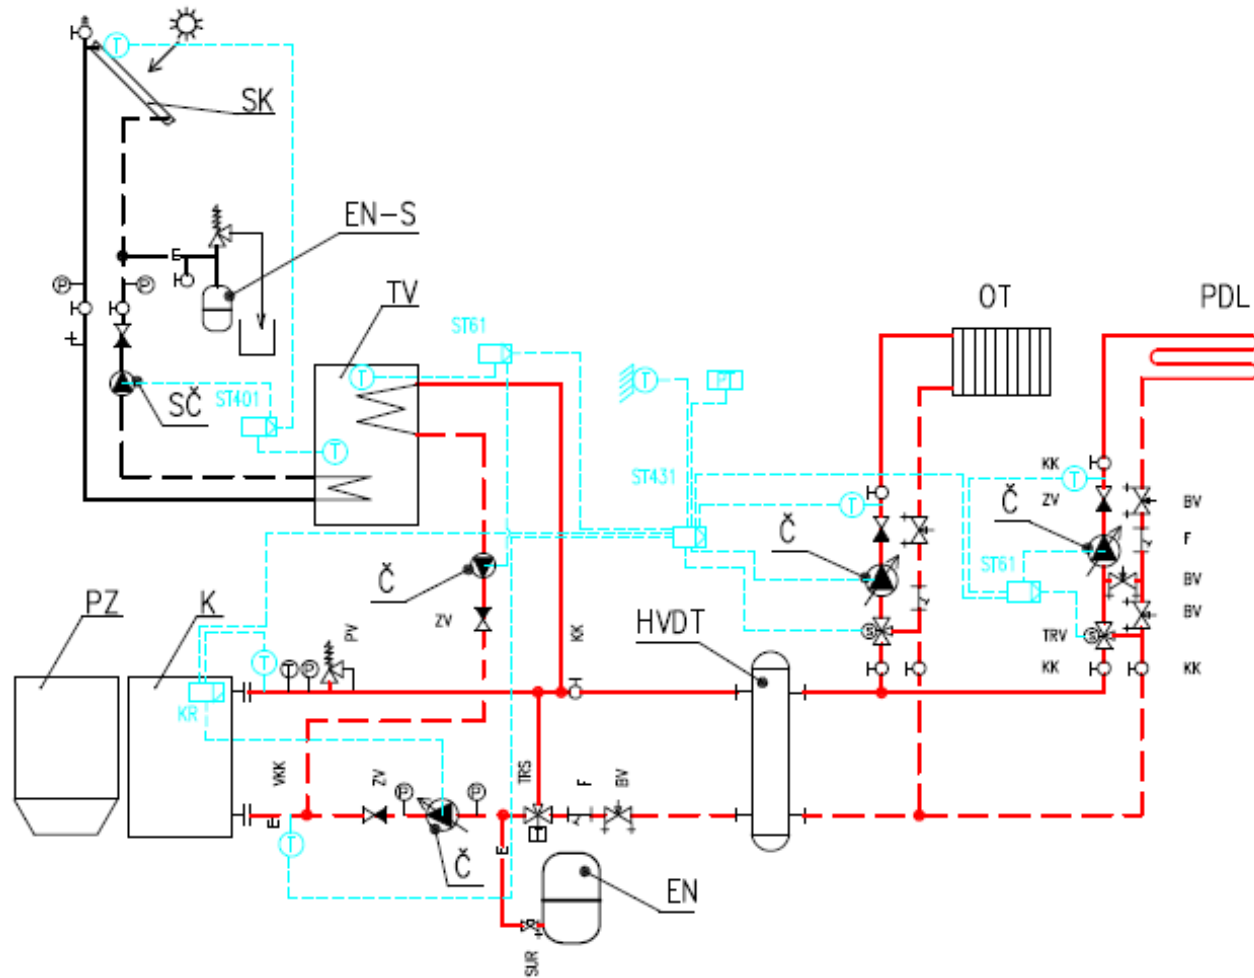 T
SK
EN-S
E
P
P
TV
OT
PDL
ST61
T
T
PT
SČ
ST401
T
ST431
T
KK
T
ZV
BV
Č
Č
F
ST61
BV
BV
Č
ZV
PZ
K
PV
KK
HVDT
S
TRV
S
KK
KK
T
T
P
KR
VKK
ZV
P
P
TRS
F
BV
E
T
Č
E
EN
SUR